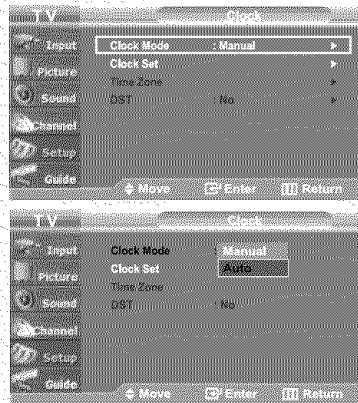 TV Clock
Input
Picture
Sound
Channel
Setup
Guide
Clock Mode : Manual
Clock Set
Time Zone
DST : No
Move Enter Return
TV Clock
Input
Picture
Sound
Channel
Setup
Guide
Clock Mode : Manual
Auto
Clock Set
Time Zone
DST : No
Move Enter Return